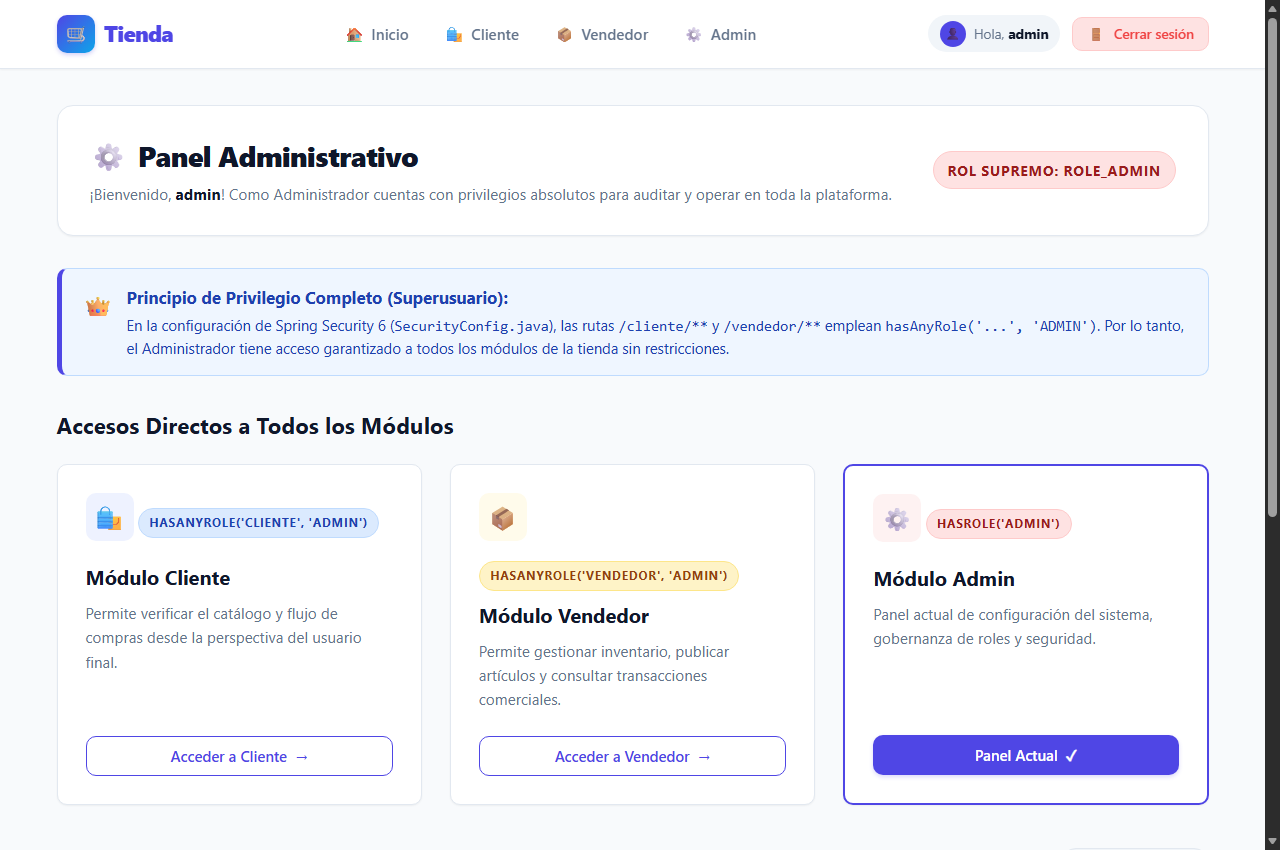 Tienda
Inicio
Cliente
Vendedor
Admin
Hola, admin
Cerrar sesión
Panel Administrativo
¡Bienvenido, admin! Como Administrador cuentas con privilegios absolutos para auditar y operar en toda la plataforma.
ROL SUPREMO: ROLE_ADMIN
Principio de Privilegio Completo (Superusuario):
En la configuración de Spring Security 6 (SecurityConfig.java), las rutas /cliente/** y /vendedor/** emplean hasAnyRole('...', 'ADMIN'). Por lo tanto,
el Administrador tiene acceso garantizado a todos los módulos de la tienda sin restricciones.
Accesos Directos a Todos los Módulos
HASANYROLE('CLIENTE', 'ADMIN')
Módulo Cliente
Permite verificar el catálogo y flujo de
compras desde la perspectiva del usuario
final.
Acceder a Cliente →
HASANYROLE('VENDEDOR', 'ADMIN')
Módulo Vendedor
Permite gestionar inventario, publicar
artículos y consultar transacciones
comerciales.
Acceder a Vendedor →
HASROLE('ADMIN')
Módulo Admin
Panel actual de configuración del sistema,
gobernanza de roles y seguridad.
Panel Actual ✓